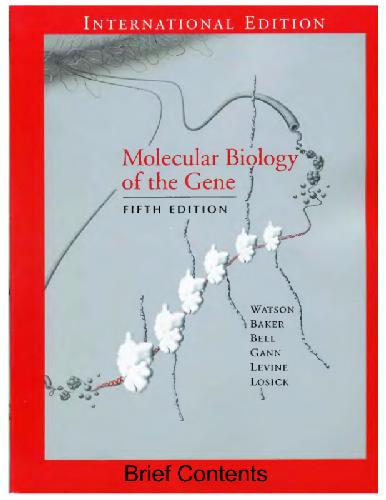 INTERNATIONAL EDITION
Molecular Biology
of the Gene
FIFTH EDITION
WATSON
BAKER
BELL
GANN
LEVINE
LOSICK
Brief Contents